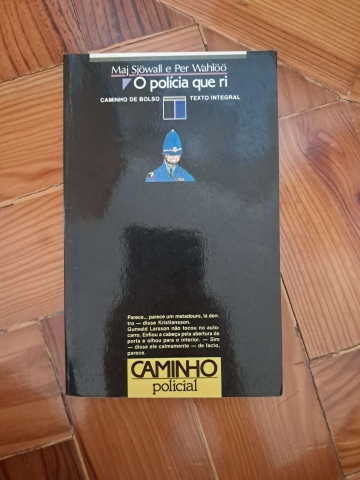 Maj Sjöwall e Per Wahlöö
O polícia que ri
CAMINHO DE BOLSO TEXTO INTEGRAL
Parece... parece um matadouro, lá den-
tro — disse Kristiansson.
Gunvald Larsson não tocou no auto-
carro. Enfiou a cabeça pela abertura da
porta e olhou para o interior. — Sim
— disse ele calmamente — de facto,
parece.
CAMINHO
policial